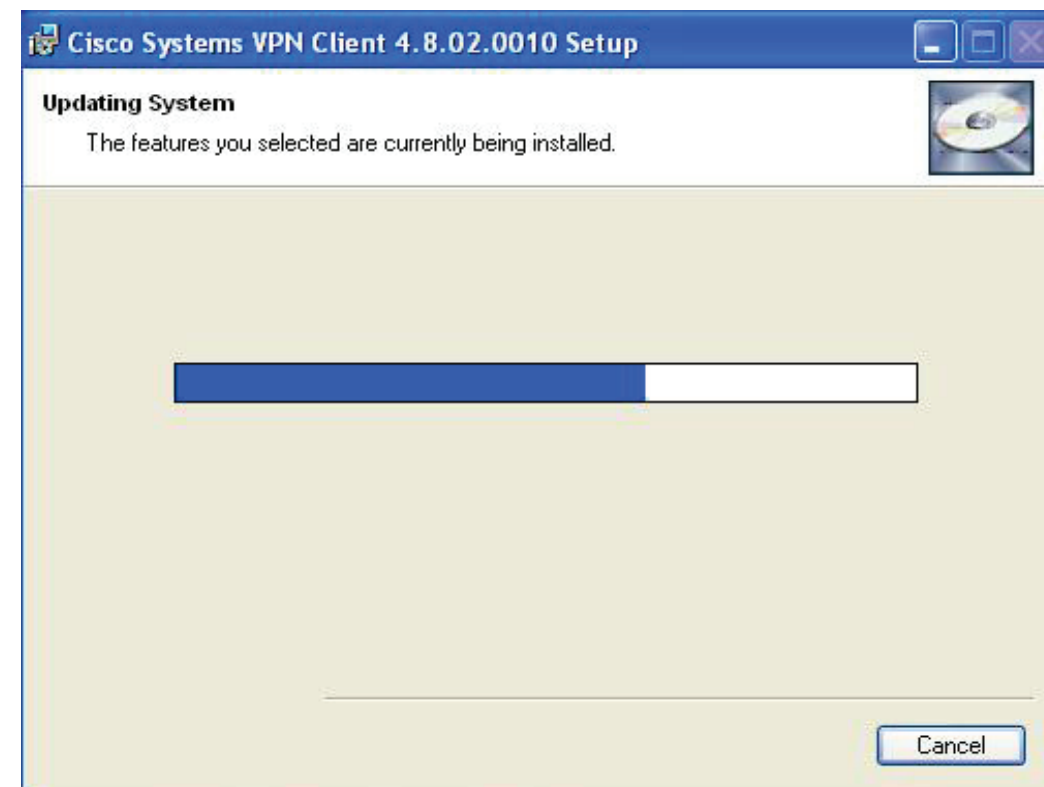 Cisco Systems VPN Client 4.8.02.0010 Setup
Updating System
The features you selected are currently being installed.
Cancel